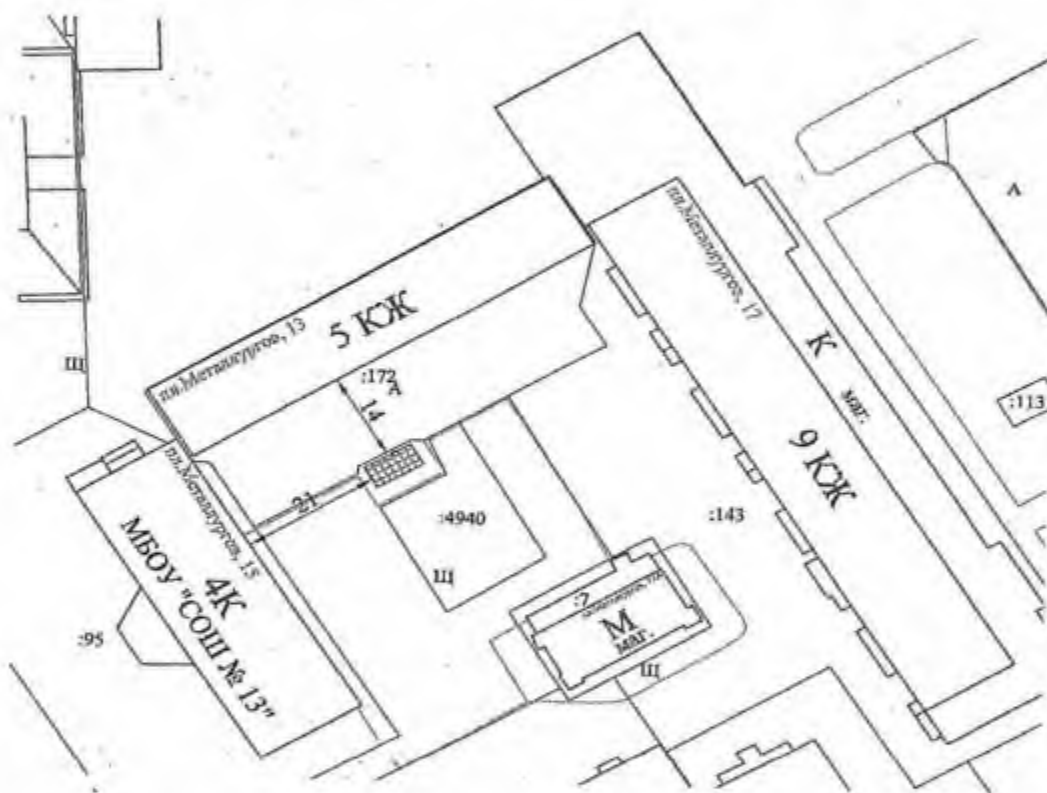 пл.Металлургов, 13
5 КЖ
пл.Металлургов, 17
К
маг.
9 КЖ
А
:113
Щ
:172
А
14
21
пл.Металлургов, 15
4К
МБОУ "СОШ № 13"
:95
:4940
Щ
:143
:7
М
маг.
Щ